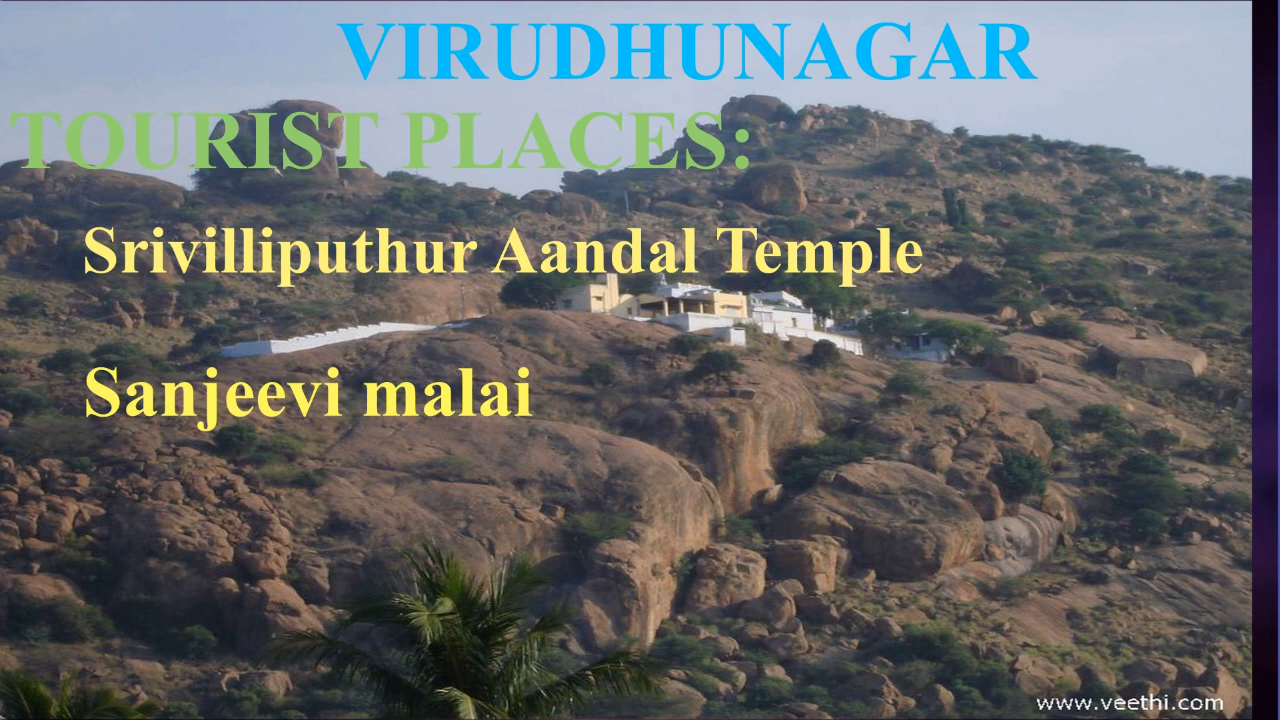 VIRUDHUNAGAR
TOURIST PLACES:
Srivilliputhur Aandal Temple
Sanjeevi malai
www.veethi.com